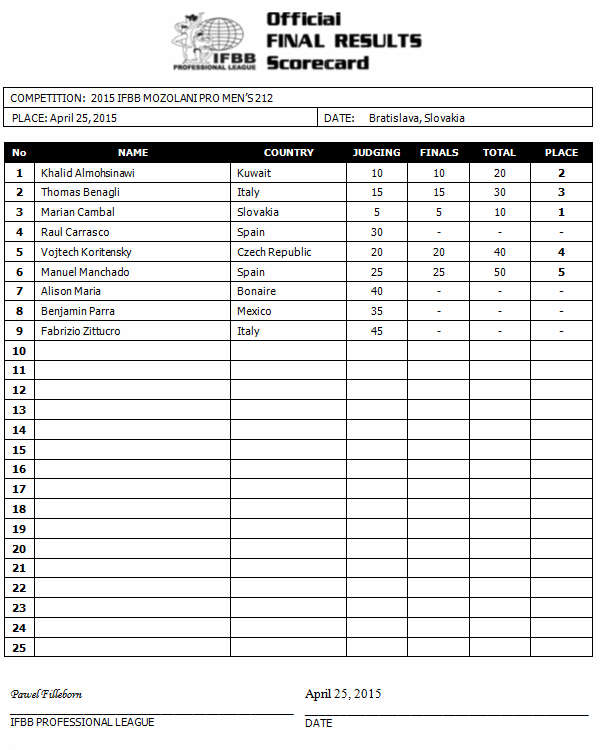 Official
FINAL RESULTS
Scorecard
IFBB
PROFESSIONAL LEAGUE
COMPETITION: 2015 IFBB MOZOLANI PRO MEN'S 212
PLACE: April 25, 2015 DATE: Bratislava, Slovakia
No NAME COUNTRY JUDGING FINALS TOTAL PLACE
1 Khalid Almohsinawi Kuwait 10 10 20 2
2 Thomas Benagli Italy 15 15 30 3
3 Marian Cambal Slovakia 5 5 10 1
4 Raul Carrasco Spain 30 - - -
5 Vojtech Koritensky Czech Republic 20 20 40 4
6 Manuel Manchado Spain 25 25 50 5
7 Alison Maria Bonaire 40 - - -
8 Benjamin Parra Mexico 35 - - -
9 Fabrizio Zittucro Italy 45 - - -
10
11
12
13
14
15
16
17
18
19
20
21
22
23
24
25
Pawel Filleborn April 25, 2015
IFBB PROFESSIONAL LEAGUE DATE